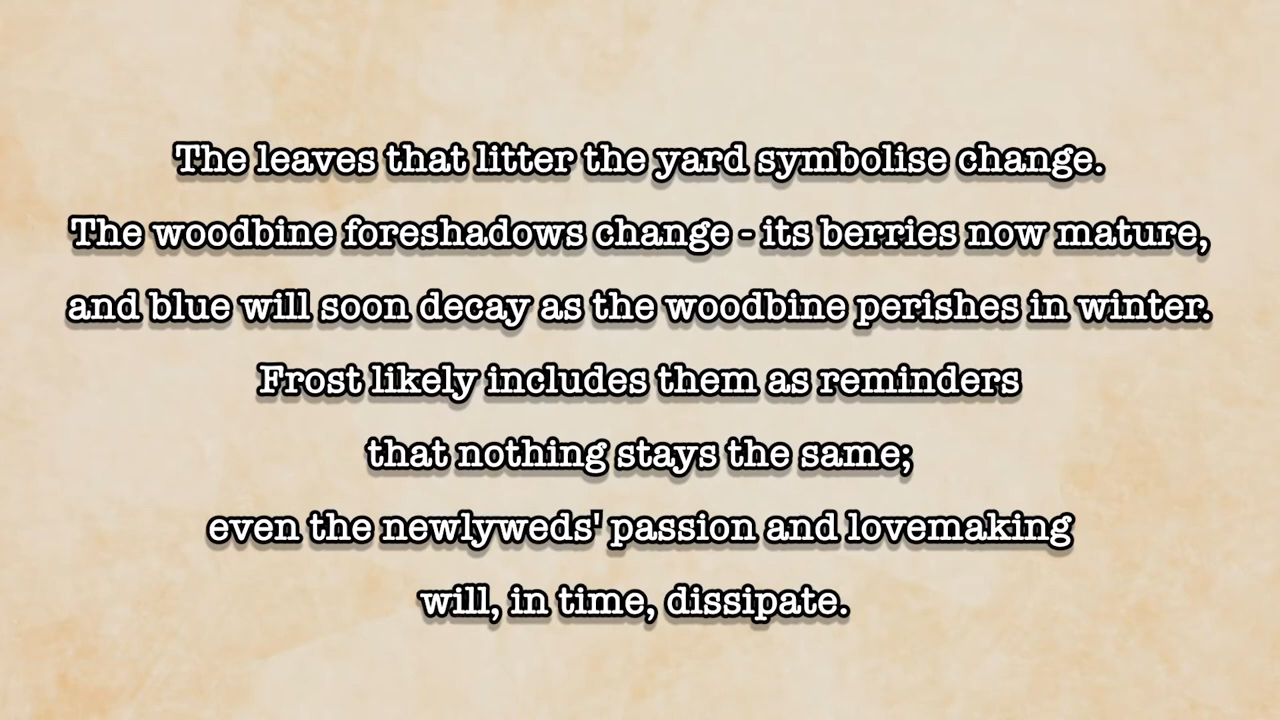 The leaves that litter the yard symbolise change.
The woodbine foreshadows change - its berries now mature,
and blue will soon decay as the woodbine perishes in winter.
Frost likely includes them as reminders
that nothing stays the same;
even the newlyweds' passion and lovemaking
will, in time, dissipate.